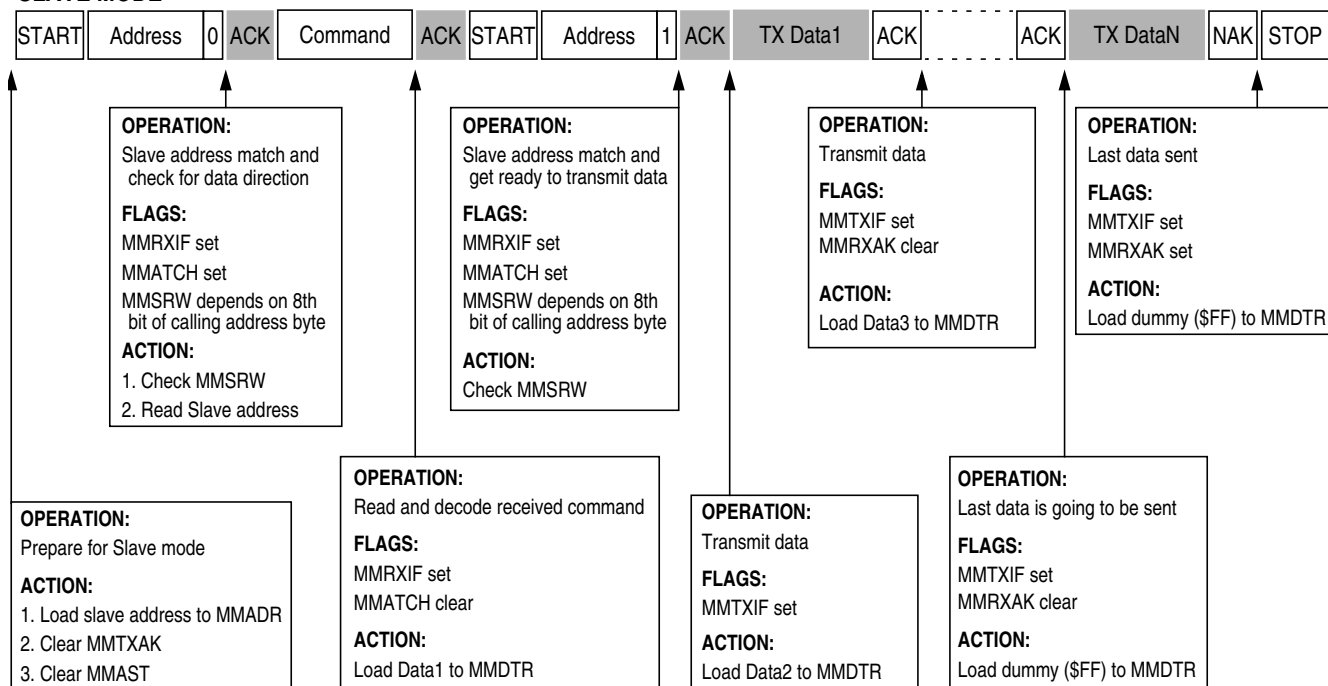 START Address 0 ACK Command ACK START Address 1 ACK TX Data1 ACK ACK TX DataN NAK STOP
OPERATION:
Slave address match and
check for data direction
FLAGS:
MMRXIF set
MMATCH set
MMSRW depends on 8th
bit of calling address byte
ACTION:
1. Check MMSRW
2. Read Slave address
OPERATION:
Slave address match and
get ready to transmit data
FLAGS:
MMRXIF set
MMATCH set
MMSRW depends on 8th
bit of calling address byte
ACTION:
Check MMSRW
OPERATION:
Transmit data
FLAGS:
MMTXIF set
MMRXAK clear
ACTION:
Load Data3 to MMDTR
OPERATION:
Last data sent
FLAGS:
MMTXIF set
MMRXAK set
ACTION:
Load dummy ($FF) to MMDTR
OPERATION:
Prepare for Slave mode
ACTION:
1. Load slave address to MMADR
2. Clear MMTXAK
3. Clear MMAST
OPERATION:
Read and decode received command
FLAGS:
MMRXIF set
MMATCH clear
ACTION:
Load Data1 to MMDTR
OPERATION:
Transmit data
FLAGS:
MMTXIF set
ACTION:
Load Data2 to MMDTR
OPERATION:
Last data is going to be sent
FLAGS:
MMTXIF set
MMRXAK clear
ACTION:
Load dummy ($FF) to MMDTR